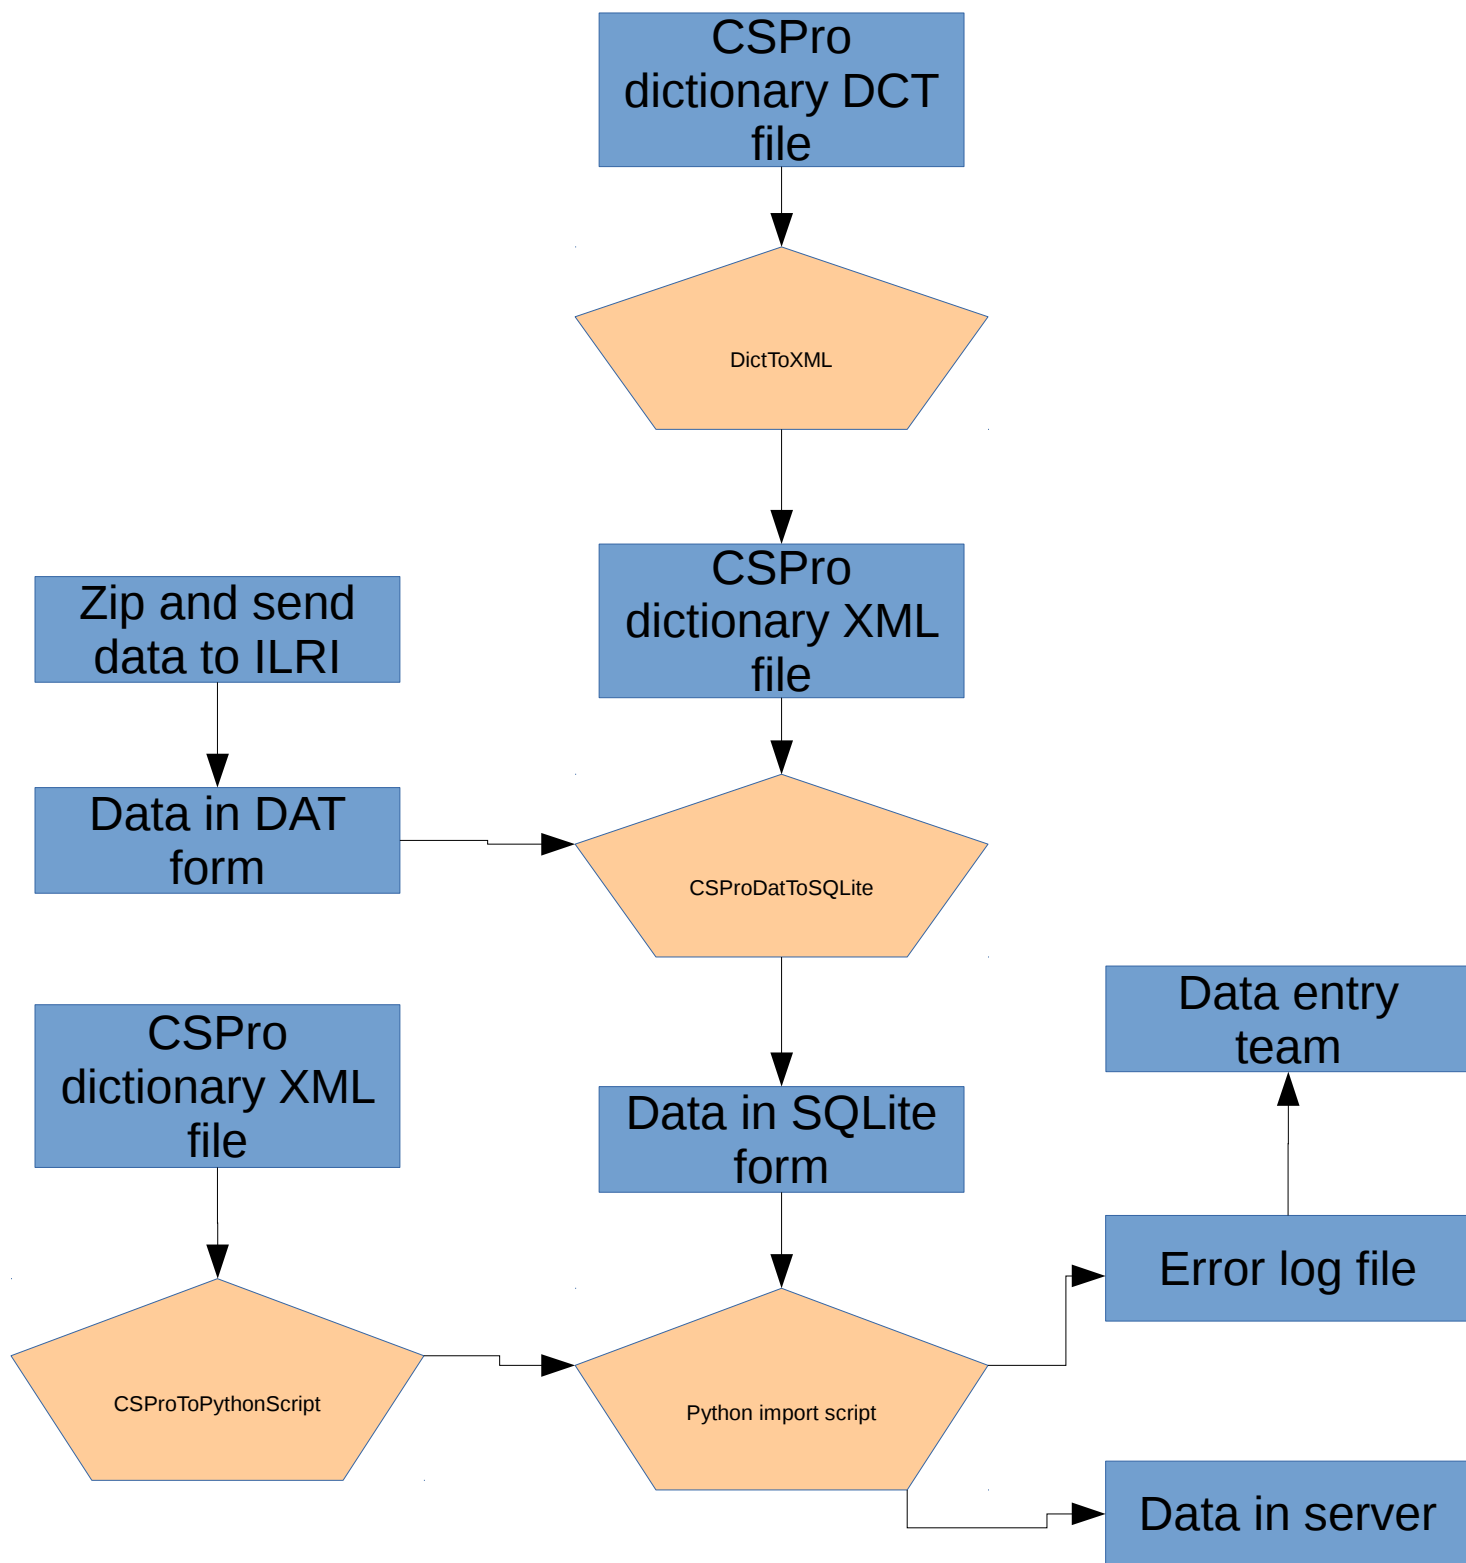 CSPro
dictionary DCT
file
DictToXML
CSPro
dictionary XML
file
Zip and send
data to ILRI
Data in DAT
form
CSProDatToSQLite
Data entry
team
CSPro
dictionary XML
file
Data in SQLite
form
Error log file
CSProToPythonScript
Python import script
Data in server